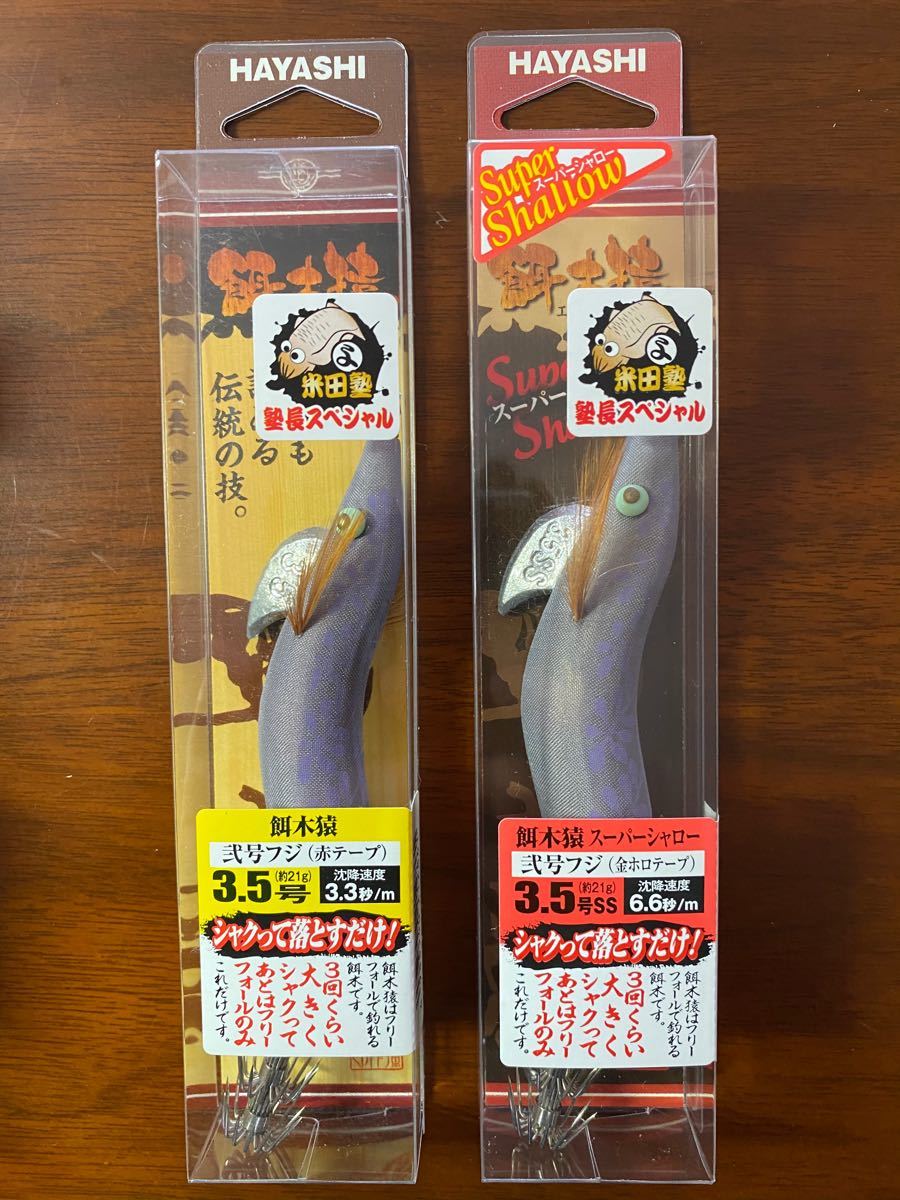 HAYASHI
餌木猿
米田塾
塾長スペシャル
伝統の技。
餌木猿
弐号フジ(赤テープ)
3.5号
(約21g)
沈降速度
3.3秒/m
シャクって落とすだけ!
餌木猿はフリー
フォールで釣れる
餌木です。
3回くらい
大きく
シャクって
あとはフリー
フォールのみ
これだけです。
HAYASHI
Super
スーパーシャロー
Shallow
餌木猿
米田塾
塾長スペシャル
餌木猿 スーパーシャロー
弐号フジ(金ホロテープ)
3.5号SS
(約21g)
沈降速度
6.6秒/m
シャクって落とすだけ!
餌木猿はフリー
フォールで釣れる
餌木です。
3回くらい
大きく
シャクって
あとはフリー
フォールのみ
これだけです。